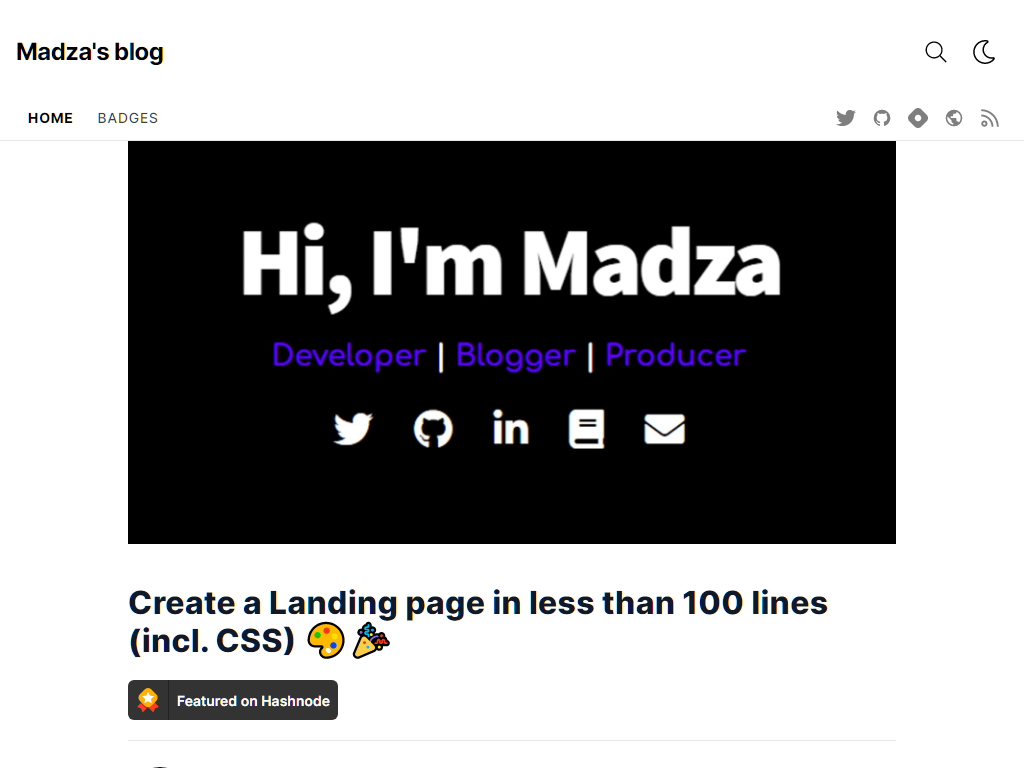 Madza's blog
HOME BADGES
Hi, I'm Madza
Developer | Blogger | Producer
Create a Landing page in less than 100 lines
(incl. CSS) 🎨🎉
Featured on Hashnode